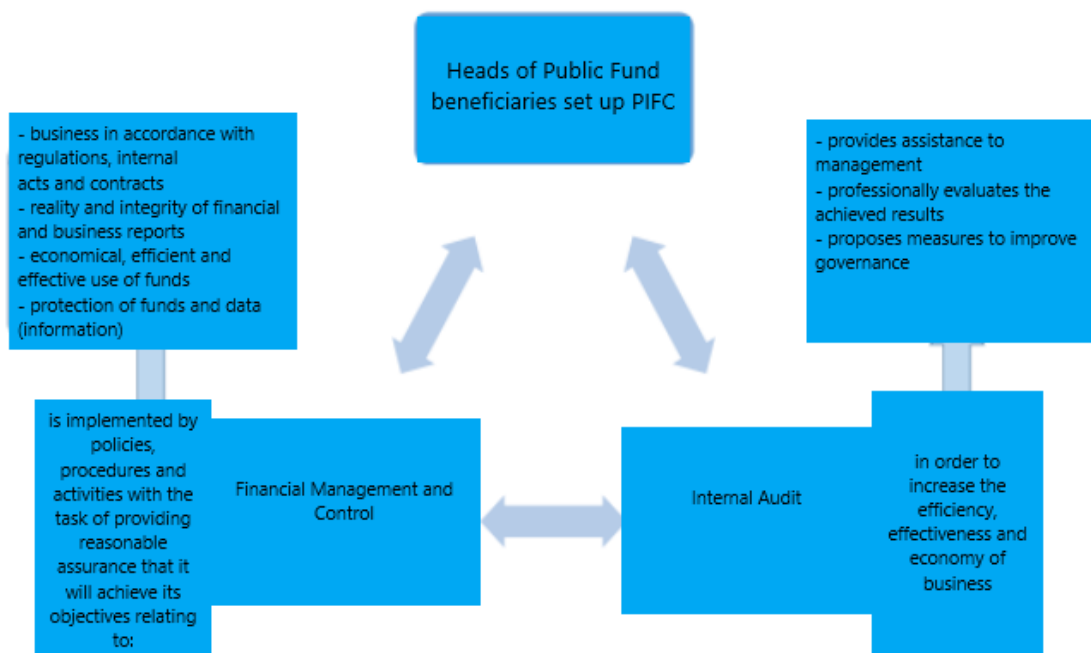 Heads of Public Fund
beneficiaries set up PIFC
- business in accordance with
regulations, internal
acts and contracts
- reality and integrity of financial
and business reports
- economical, efficient and
effective use of funds
- protection of funds and data
(information)
- provides assistance to
management
- professionally evaluates the
achieved results
- proposes measures to improve
governance
is implemented by
policies,
procedures and
activities with the
task of providing
reasonable
assurance that it
will achieve its
objectives relating
to:
Financial Management and
Control
Internal Audit
in order to
increase the
efficiency,
effectiveness and
economy of
business